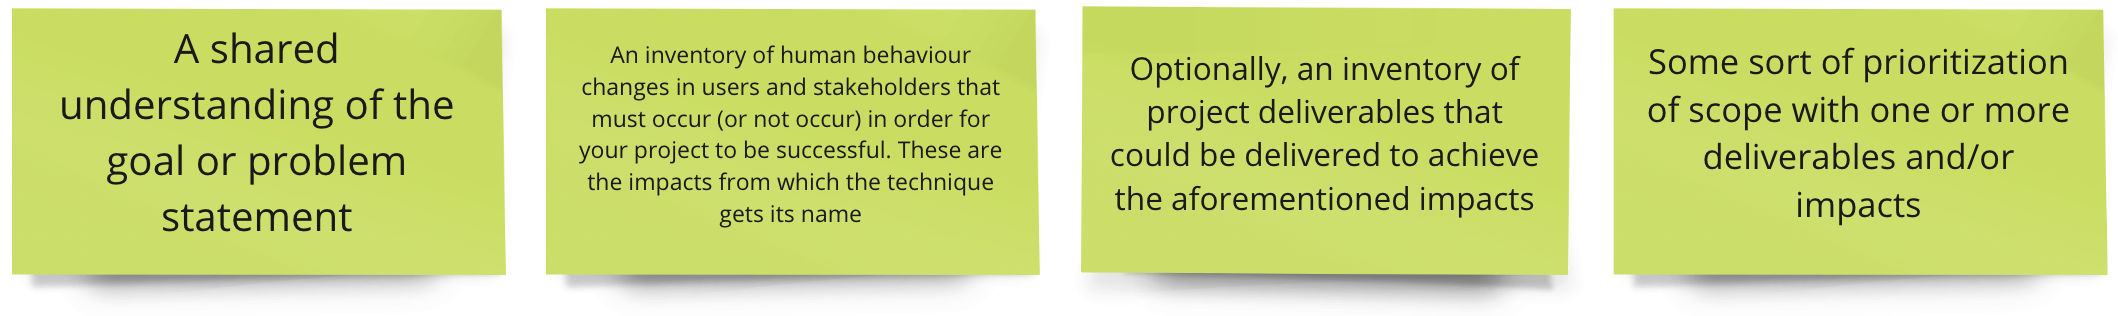 A shared
understanding of the
goal or problem
statement
An inventory of human behaviour
changes in users and stakeholders that
must occur (or not occur) in order for
your project to be successful. These are
the impacts from which the technique
gets its name
Optionally, an inventory of
project deliverables that
could be delivered to achieve
the aforementioned impacts
Some sort of prioritization
of scope with one or more
deliverables and/or
impacts